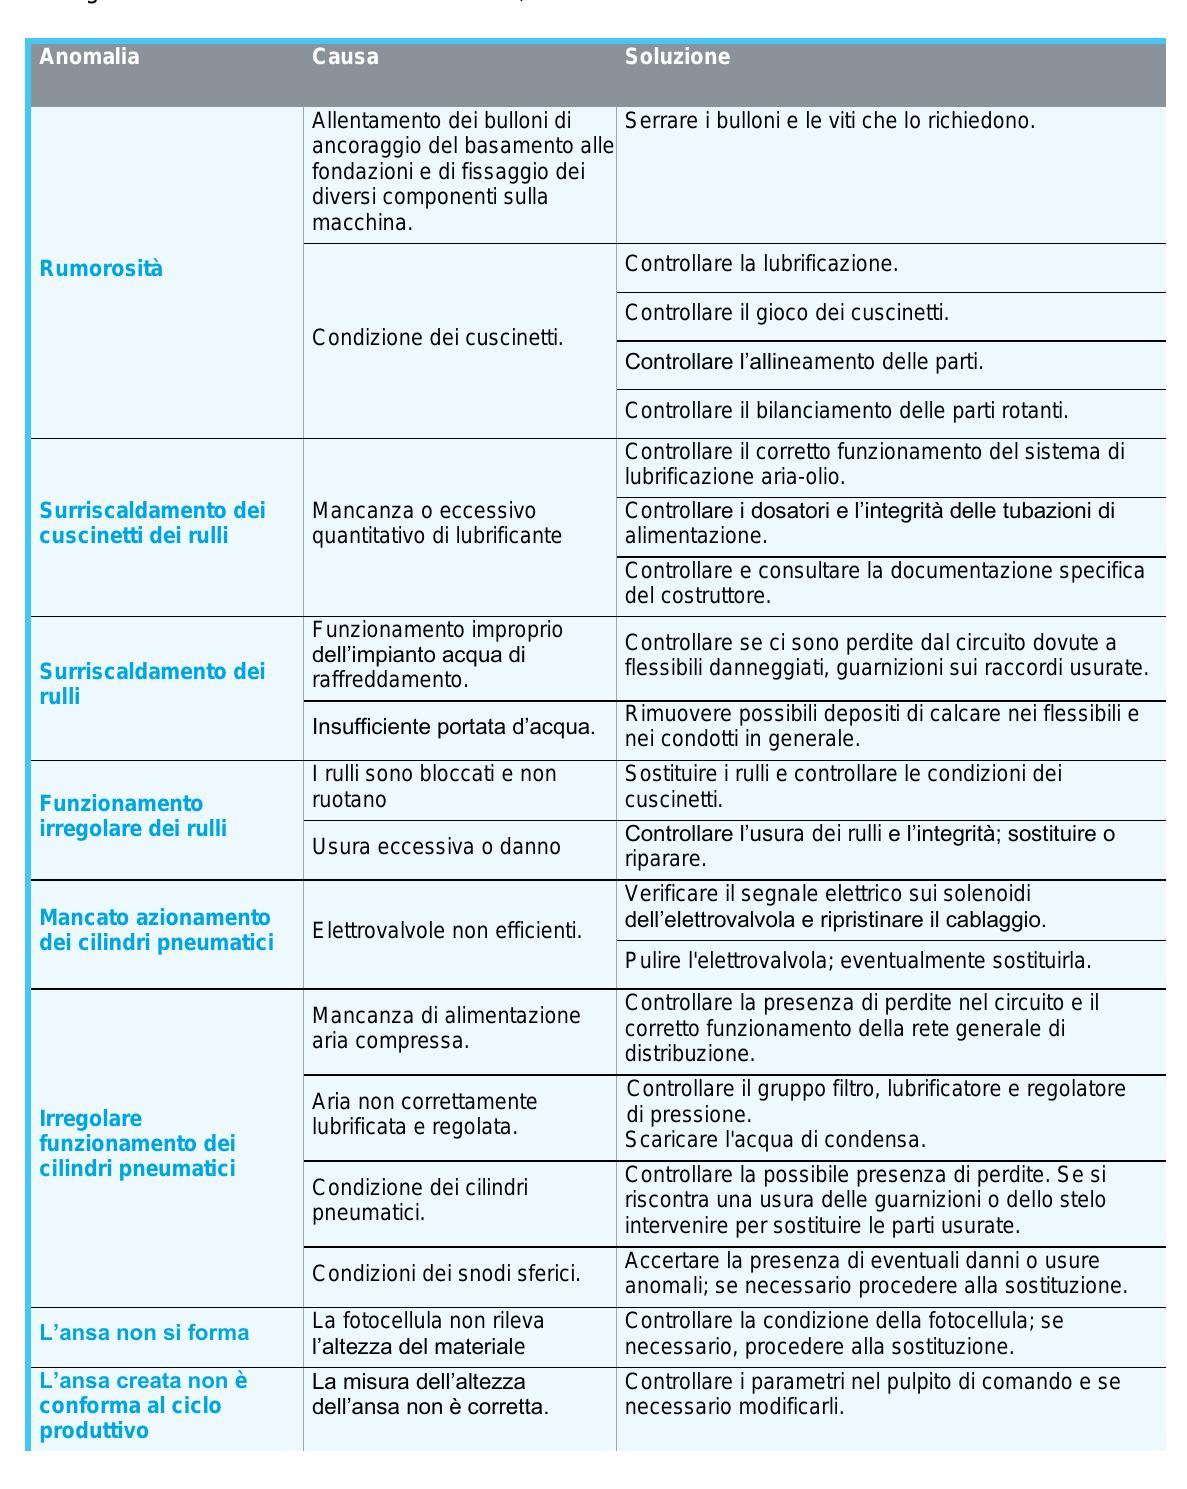 Anomalia Causa Soluzione
Rumorosità
Allentamento dei bulloni di
ancoraggio del basamento alle
fondazioni e di fissaggio dei
diversi componenti sulla
macchina.
Serrare i bulloni e le viti che lo richiedono.
Condizione dei cuscinetti.
Controllare la lubrificazione.
Controllare il gioco dei cuscinetti.
Controllare l’allineamento delle parti.
Controllare il bilanciamento delle parti rotanti.
Surriscaldamento dei
cuscinetti dei rulli
Mancanza o eccessivo
quantitativo di lubrificante
Controllare il corretto funzionamento del sistema di
lubrificazione aria-olio.
Controllare i dosatori e l’integrità delle tubazioni di
alimentazione.
Controllare e consultare la documentazione specifica
del costruttore.
Surriscaldamento dei
rulli
Funzionamento improprio
dell’impianto acqua di
raffreddamento.
Controllare se ci sono perdite dal circuito dovute a
flessibili danneggiati, guarnizioni sui raccordi usurate.
Insufficiente portata d’acqua.
Rimuovere possibili depositi di calcare nei flessibili e
nei condotti in generale.
Funzionamento
irregolare dei rulli
I rulli sono bloccati e non
ruotano
Sostituire i rulli e controllare le condizioni dei
cuscinetti.
Usura eccessiva o danno
Controllare l’usura dei rulli e l’integrità; sostituire o
riparare.
Mancato azionamento
dei cilindri pneumatici
Elettrovalvole non efficienti.
Verificare il segnale elettrico sui solenoidi
dell’elettrovalvola e ripristinare il cablaggio.
Pulire l'elettrovalvola; eventualmente sostituirla.
Irregolare
funzionamento dei
cilindri pneumatici
Mancanza di alimentazione
aria compressa.
Controllare la presenza di perdite nel circuito e il
corretto funzionamento della rete generale di
distribuzione.
Aria non correttamente
lubrificata e regolata.
Controllare il gruppo filtro, lubrificatore e regolatore
di pressione.
Scaricare l'acqua di condensa.
Condizione dei cilindri
pneumatici.
Controllare la possibile presenza di perdite. Se si
riscontra una usura delle guarnizioni o dello stelo
intervenire per sostituire le parti usurate.
Condizioni dei snodi sferici.
Accertare la presenza di eventuali danni o usure
anomali; se necessario procedere alla sostituzione.
L’ansa non si forma
La fotocellula non rileva
l’altezza del materiale
Controllare la condizione della fotocellula; se
necessario, procedere alla sostituzione.
L’ansa creata non è
conforma al ciclo
produttivo
La misura dell’altezza
dell’ansa non è corretta.
Controllare i parametri nel pulpito di comando e se
necessario modificarli.